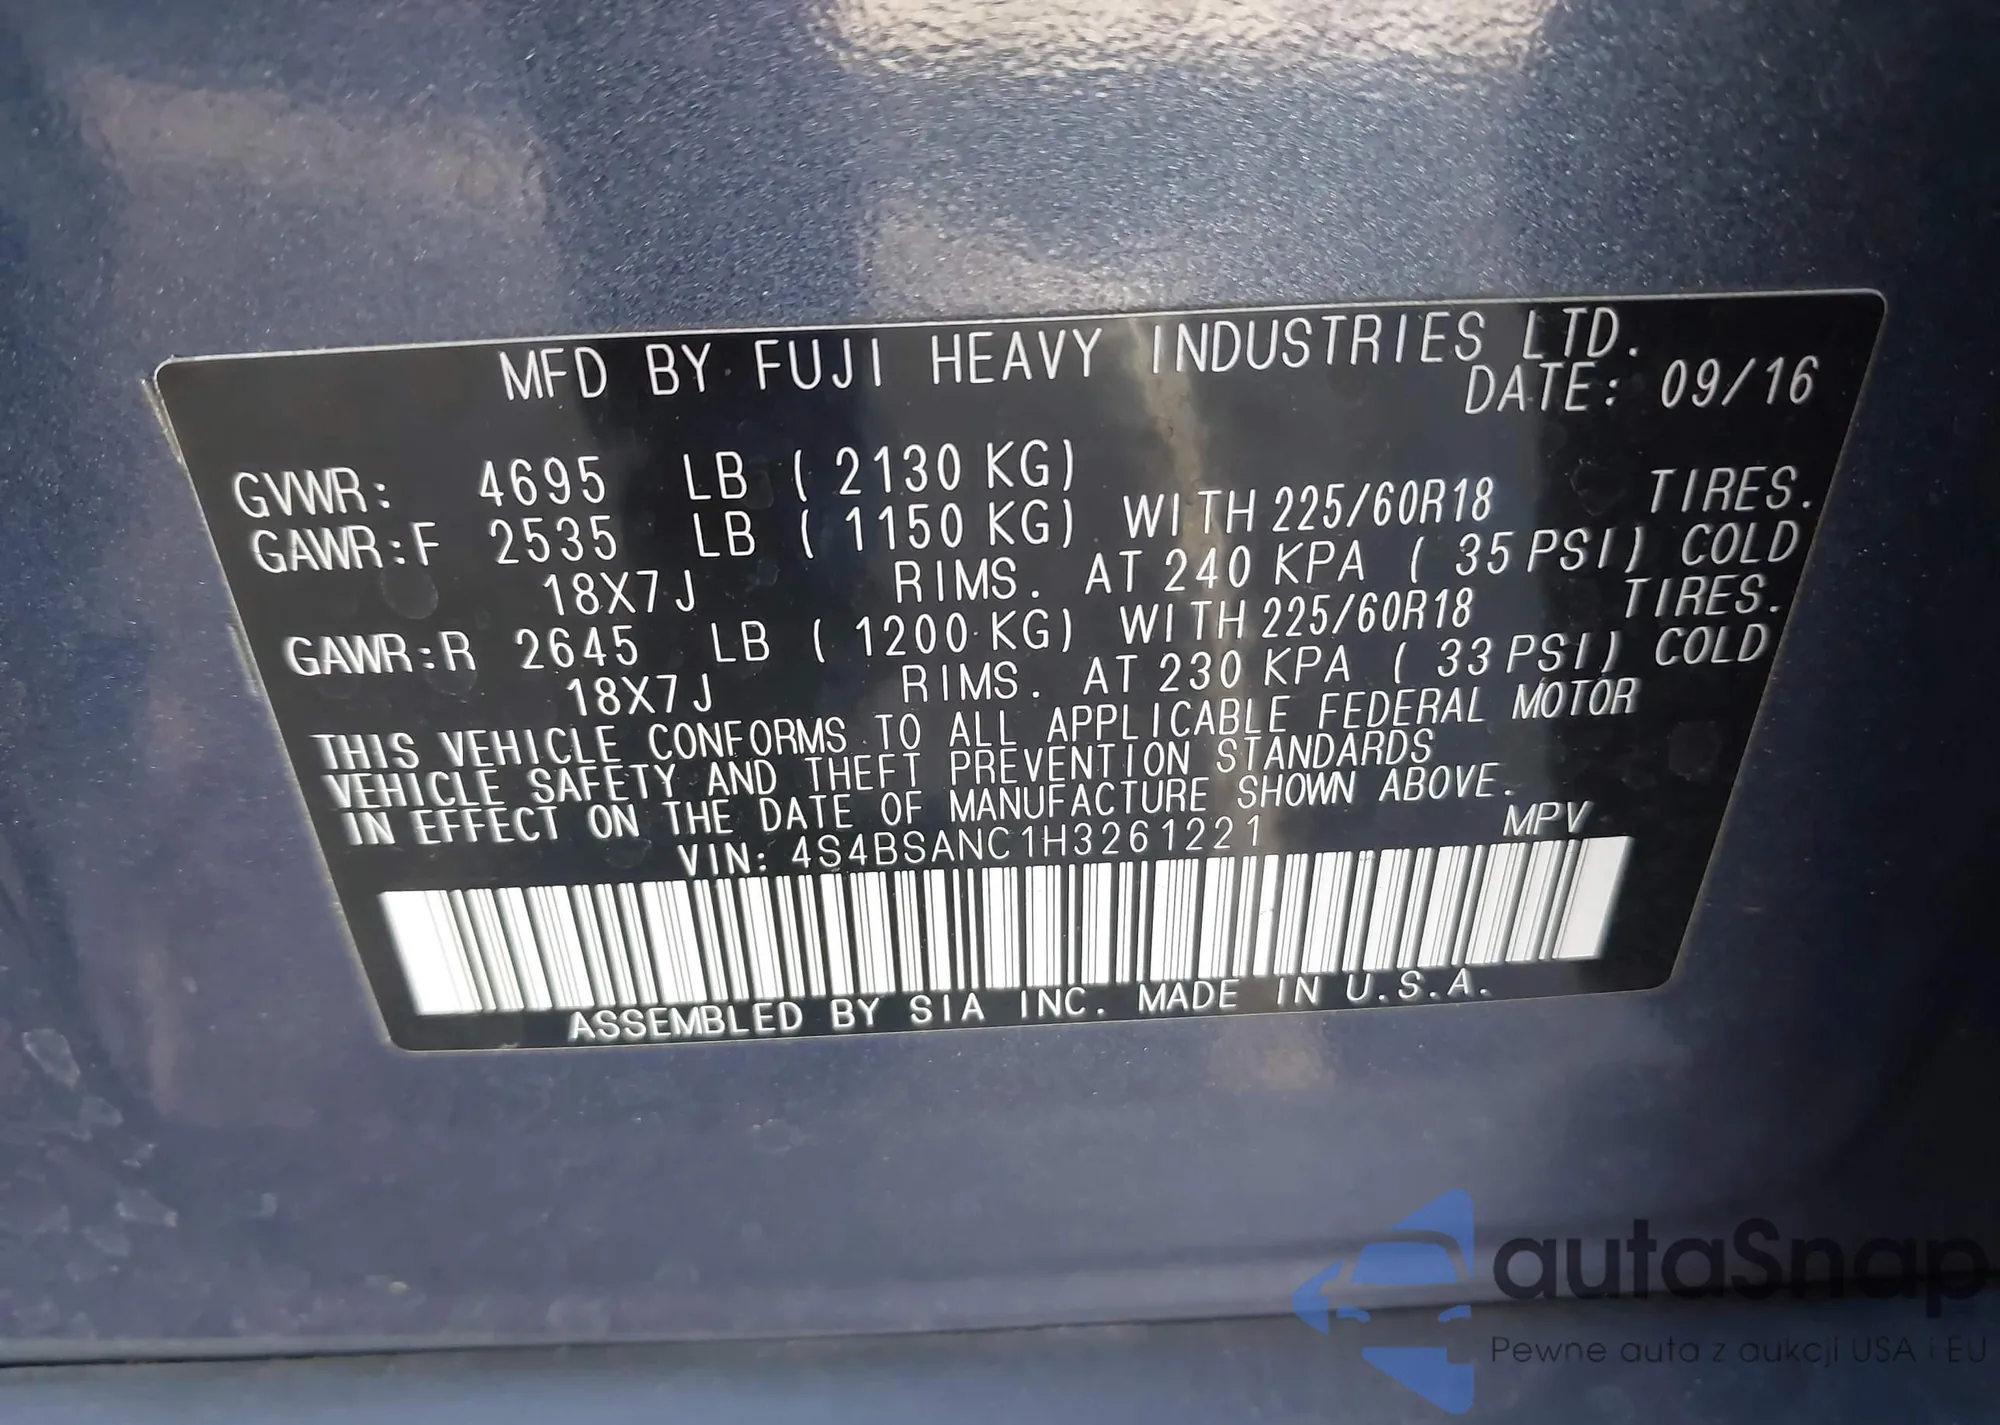 MFD BY FUJI HEAVY INDUSTRIES LTD.
DATE: 09/16
GVWR: 4695 LB ( 2130 KG)
GAWR:F 2535 LB ( 1150 KG) WITH 225/60R18 TIRES.
18X7J RIMS. AT 240 KPA ( 35 PSI) COLD
GAWR:R 2645 LB ( 1200 KG) WITH 225/60R18 TIRES.
18X7J RIMS. AT 230 KPA ( 33 PSI) COLD
THIS VEHICLE CONFORMS TO ALL APPLICABLE FEDERAL MOTOR
VEHICLE SAFETY AND THEFT PREVENTION STANDARDS
IN EFFECT ON THE DATE OF MANUFACTURE SHOWN ABOVE.
VIN: 4S4BSANC1H3261221 MPV
ASSEMBLED BY SIA INC. MADE IN U.S.A.
autaSnap
Pewne auta z aukcji USA i EU